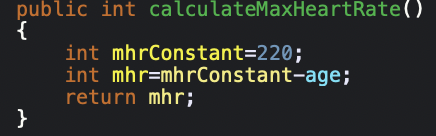 public int calculateMaxHeartRate()
{
    int mhrConstant=220;
    int mhr=mhrConstant-age;
    return mhr;
}